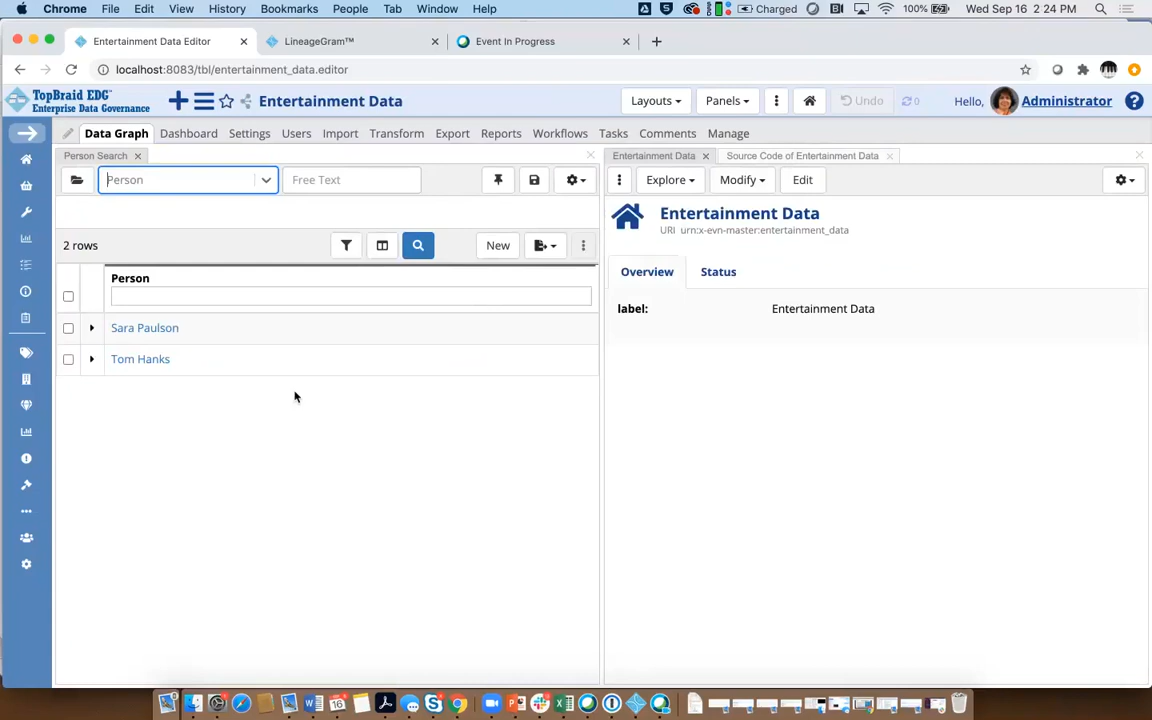 Chrome File Edit View History Bookmarks People Tab Window Help Charged 100% Wed Sep 16 2:24 PM
Entertainment Data Editor LineageGram™ Event In Progress
localhost:8083/tbl/entertainment_data.editor
TopBraid EDG™
Enterprise Data Governance
Entertainment Data Layouts Panels Undo 0 Hello, Administrator
Data Graph Dashboard Settings Users Import Transform Export Reports Workflows Tasks Comments Manage
Person Search Entertainment Data Source Code of Entertainment Data
Person Free Text Explore Modify Edit
Entertainment Data
URI urn:x-evn-master:entertainment_data
2 rows New
Overview Status
Person
label: Entertainment Data
Sara Paulson
Tom Hanks